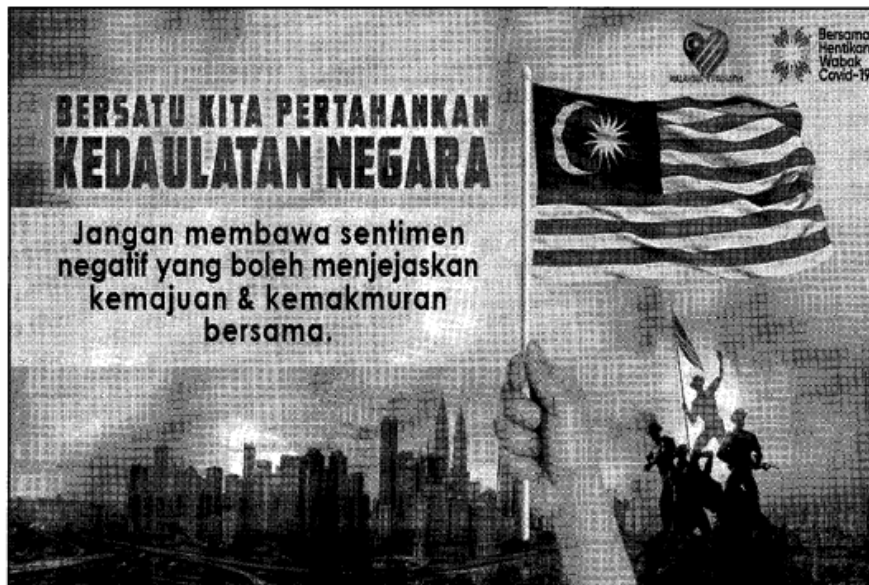 Bersama
Hentikan
Wabak
Covid-19
BERSATU KITA PERTAHANKAN
KEDAULATAN NEGARA
Jangan membawa sentimen
negatif yang boleh menjejaskan
kemajuan & kemakmuran
bersama.